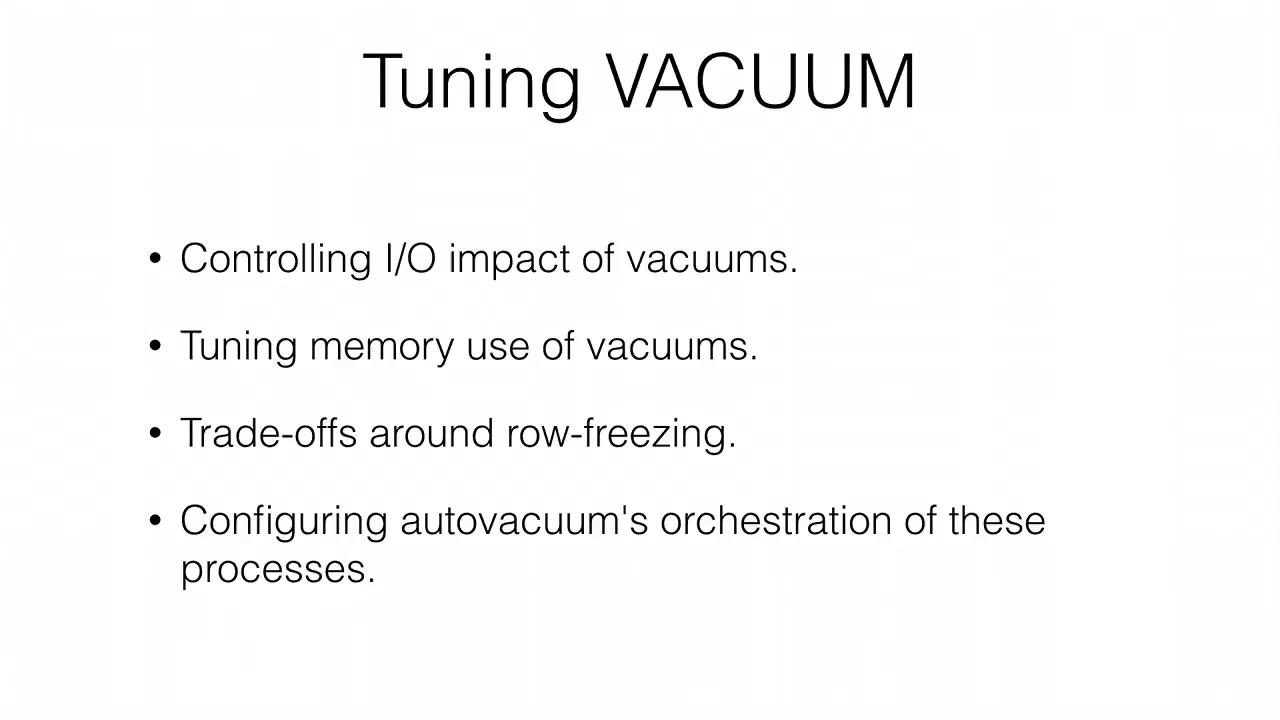 Tuning VACUUM
• Controlling I/O impact of vacuums.
• Tuning memory use of vacuums.
• Trade-offs around row-freezing.
• Configuring autovacuum's orchestration of these
processes.